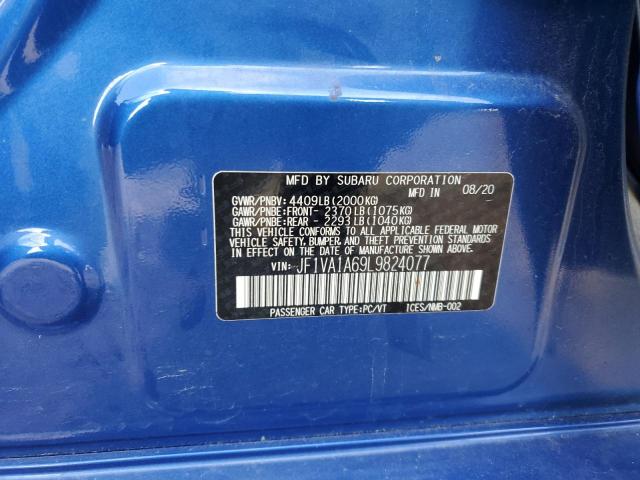 MFD BY SUBARU CORPORATION
MFD IN 08/20
GVWR/PNBV: 4409LB(2000KG)
GAWR/PNBE:FRONT- 2370LB(1075KG)
GAWR/PNBE:REAR - 2293LB(1040KG)
THIS VEHICLE CONFORMS TO ALL APPLICABLE FEDERAL MOTOR
VEHICLE SAFETY, BUMPER, AND THEFT PREVENTION STANDARDS
IN EFFECT ON THE DATE OF MANUFACTURE SHOWN ABOVE.
VIN: JF1VA1A69L9824077
PASSENGER CAR TYPE:PC/VT ICES/NMB-002